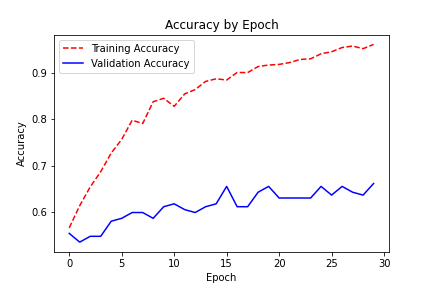 Accuracy by Epoch
Training Accuracy
Validation Accuracy
0.9
0.8
0.7
0.6
Accuracy
0 5 10 15 20 25 30
Epoch